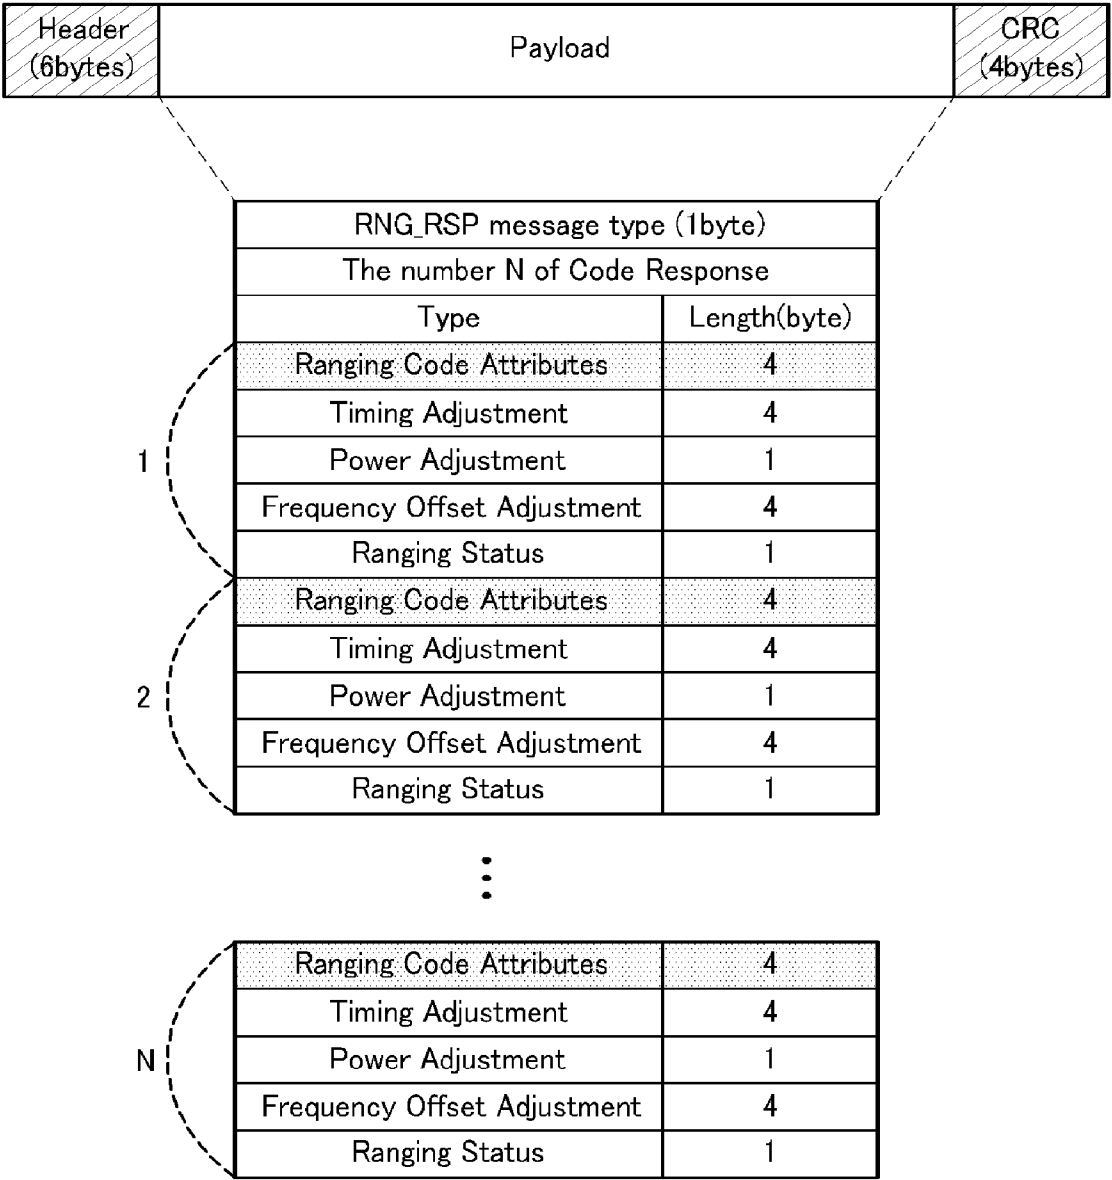 Header
(6bytes)
Payload
CRC
(4bytes)
RNG_RSP message type (1byte)
The number N of Code Response
Type Length(byte)
Ranging Code Attributes 4
Timing Adjustment 4
1 Power Adjustment 1
Frequency Offset Adjustment 4
Ranging Status 1
Ranging Code Attributes 4
Timing Adjustment 4
2 Power Adjustment 1
Frequency Offset Adjustment 4
Ranging Status 1
Ranging Code Attributes 4
Timing Adjustment 4
N Power Adjustment 1
Frequency Offset Adjustment 4
Ranging Status 1